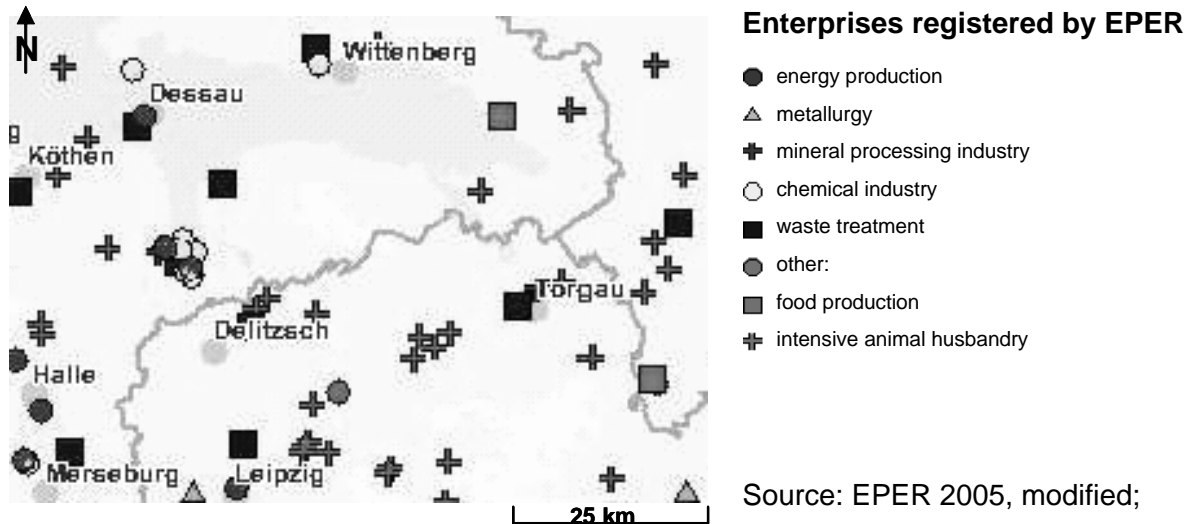 N
Wittenberg
Dessau
g
Köthen
Torgau
Delitzsch
Halle
Merseburg
Leipzig
25 km
Enterprises registered by EPER
energy production
metallurgy
mineral processing industry
chemical industry
waste treatment
other:
food production
intensive animal husbandry
Source: EPER 2005, modified;